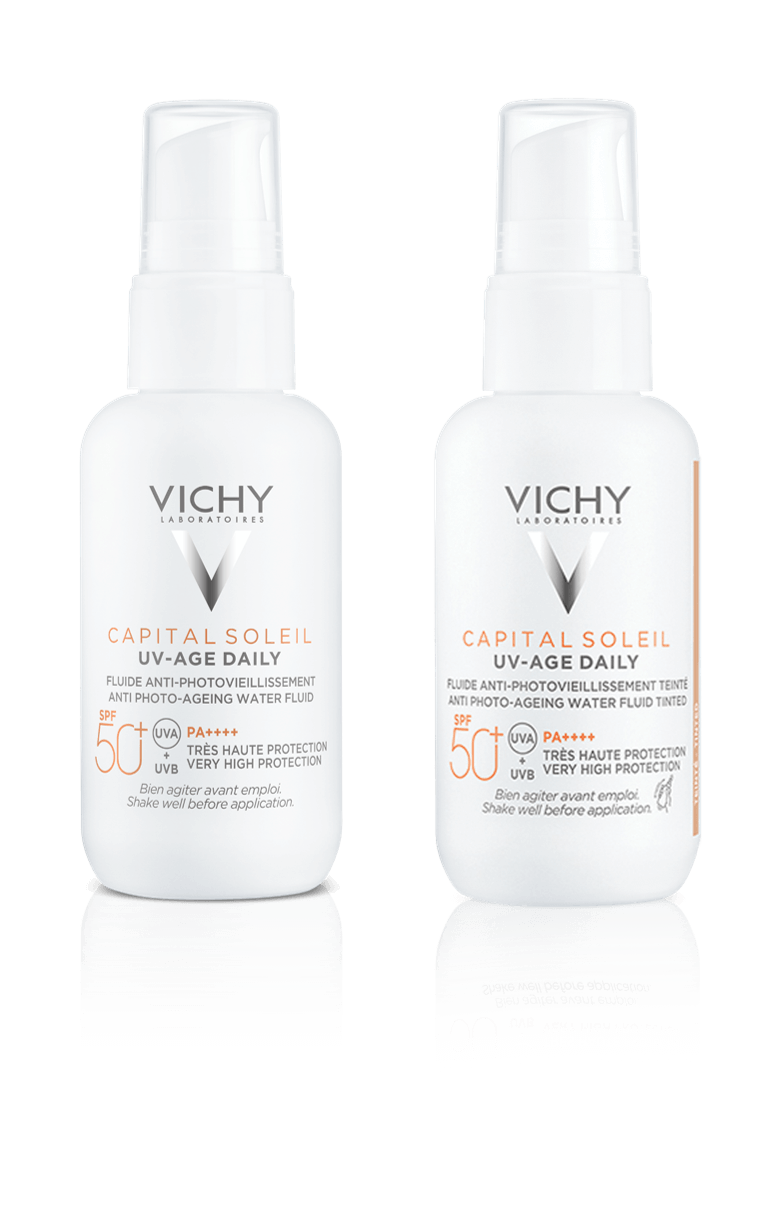 VICHY
LABORATOIRES
CAPITAL SOLEIL
UV-AGE DAILY
FLUIDE ANTI-PHOTOVIEILLISSEMENT
ANTI PHOTO-AGEING WATER FLUID
SPF
50+
UVA
+
UVB
PA++++
TRÈS HAUTE PROTECTION
VERY HIGH PROTECTION
Bien agiter avant emploi.
Shake well before application.
VICHY
LABORATOIRES
CAPITAL SOLEIL
UV-AGE DAILY
FLUIDE ANTI-PHOTOVIEILLISSEMENT TEINTÉ
ANTI PHOTO-AGEING WATER FLUID TINTED
SPF
50+
UVA
+
UVB
PA++++
TRÈS HAUTE PROTECTION
VERY HIGH PROTECTION
Bien agiter avant emploi.
Shake well before application.
TEINTÉ - TINTED